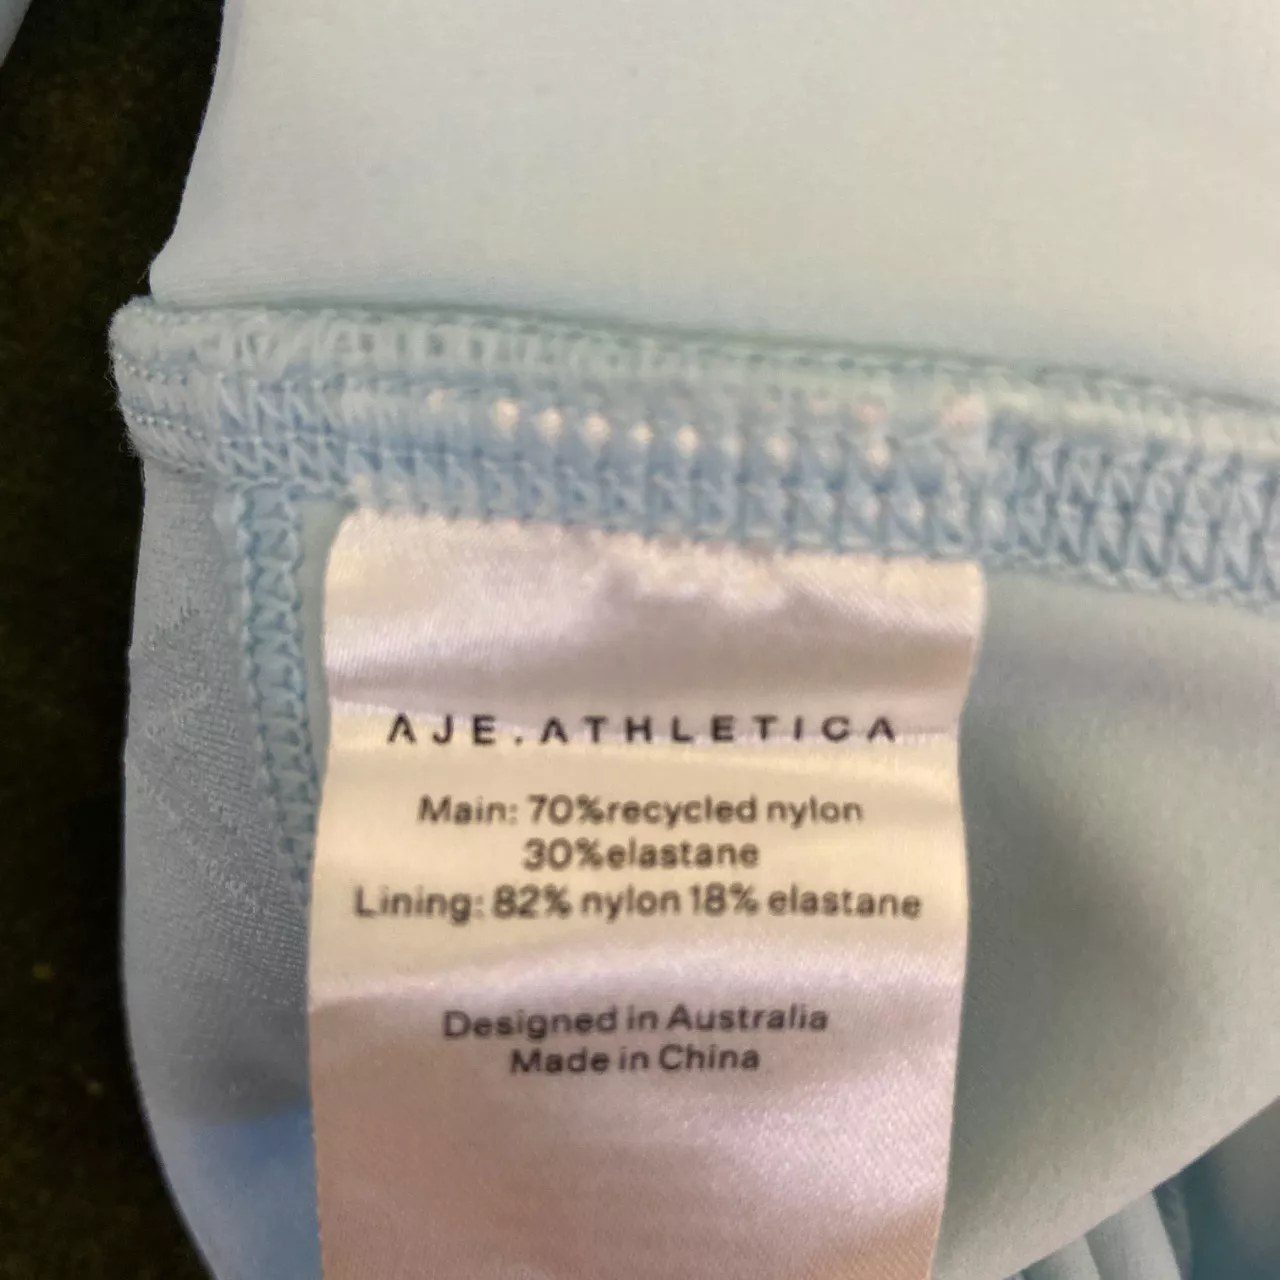 AJE.ATHLETICA
Main: 70%recycled nylon
30%elastane
Lining: 82% nylon 18% elastane
Designed in Australia
Made in China